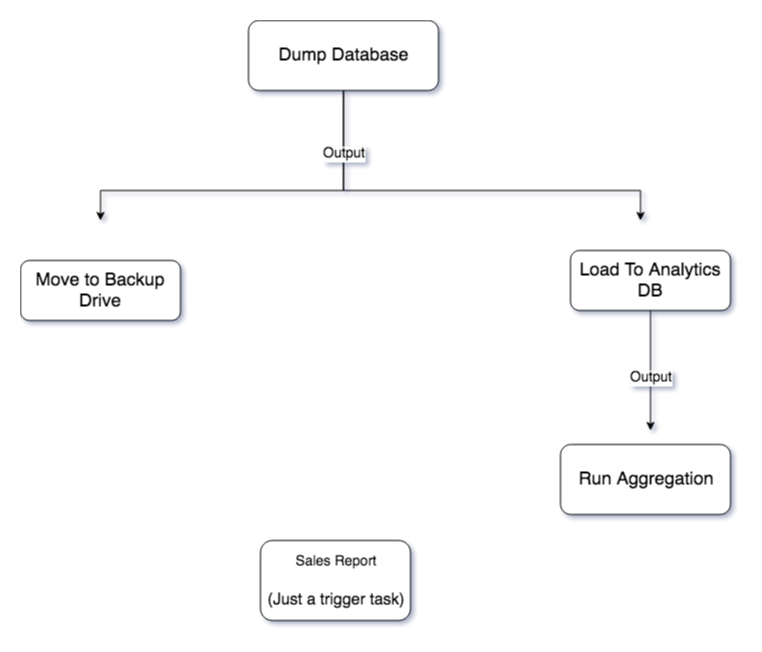 Dump Database
Output
Move to Backup
Drive
Load To Analytics
DB
Output
Run Aggregation
Sales Report
(Just a trigger task)